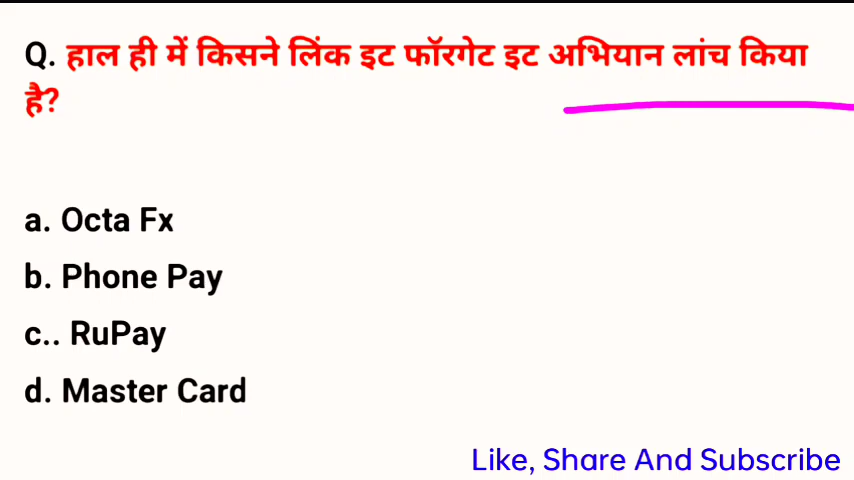 Q. हाल ही में किसने लिंक इट फॉरगेट इट अभियान लांच किया
है?
a. Octa Fx
b. Phone Pay
c.. RuPay
d. Master Card
Like, Share And Subscribe